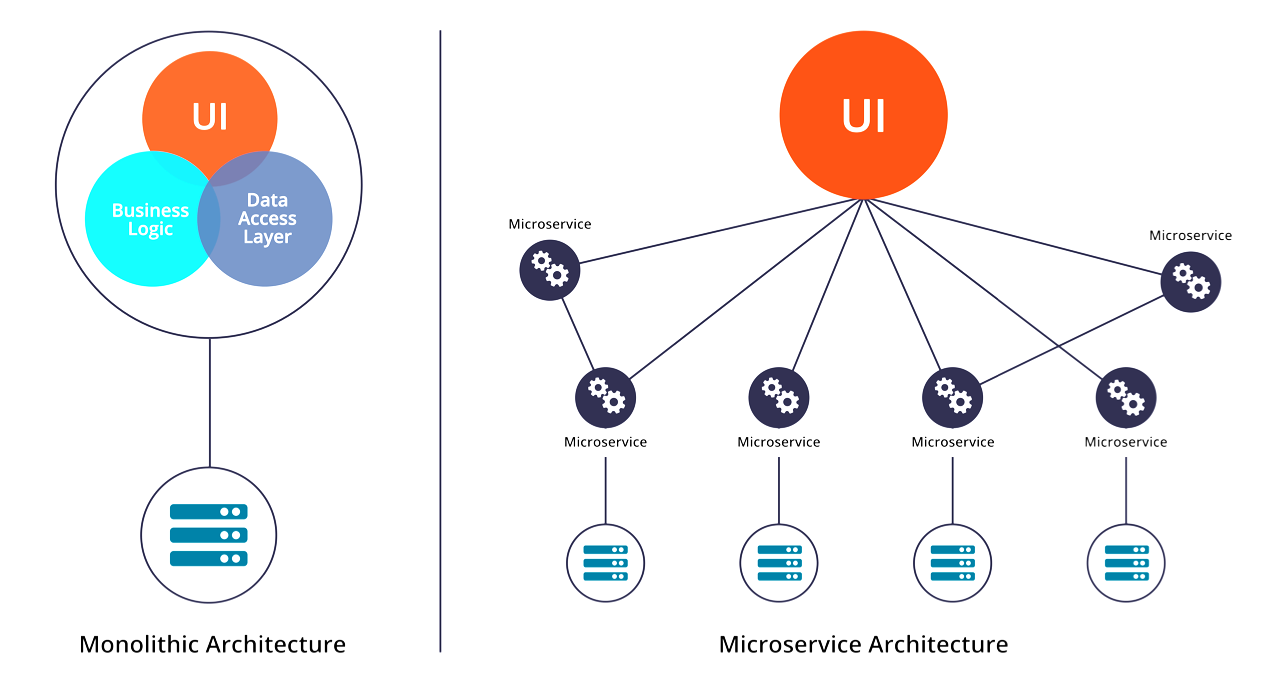 UI
Business
Logic
Data
Access
Layer
Monolithic Architecture
UI
Microservice
Microservice
Microservice
Microservice
Microservice
Microservice
Microservice Architecture